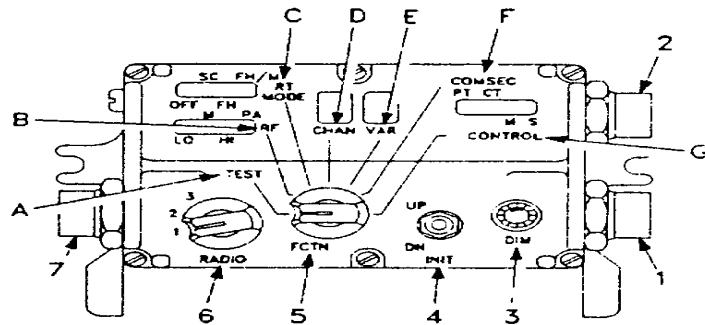 C D E F
2
SC FH/M
RT
MODE
COMSEC
PT CT
OFF FH
M PA
B
RF
CHAN VAR
M S
CONTROL
LO HI
G
TEST
A
3
2
1
UP
DN
RADIO FCTN INIT DIM
7 6 5 4 3 1